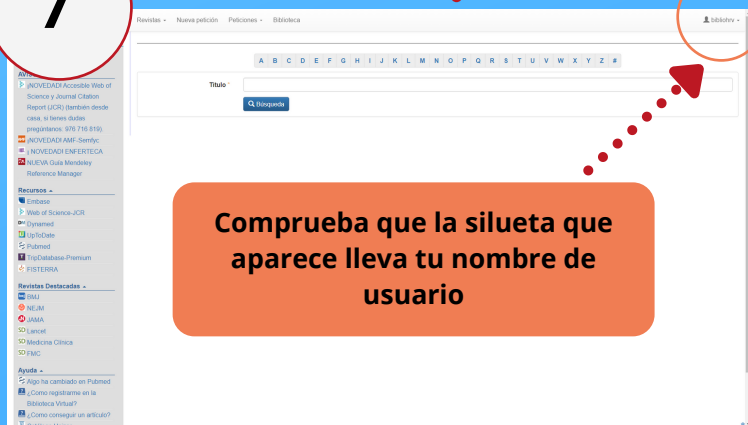 7
Revistas Nueva petición Peticiones Biblioteca bibliohrv
A B C D E F G H I J K L M N O P Q R S T U V W X Y Z #
Título *
Búsqueda
¡NOVEDAD! Accesible Web of
Science y Journal Citation
Report (JCR) (también desde
casa, si tienes dudas
pregúntanos: 976 716 819)
¡NOVEDAD! AMF-Semfyc
¡ NOVEDAD! ENFERTECA
NUEVA Guía Mendeley
Reference Manager
Recursos
Embase
Web of Science-JCR
Dynamed
UpToDate
Pubmed
TripDatabase-Premium
FISTERRA
Revistas Destacadas
BMJ
NEJM
JAMA
Lancet
Medicina Clínica
FMC
Ayuda
Algo ha cambiado en Pubmed
¿Como registrarme en la
Biblioteca Virtual?
¿Como conseguir un artículo?
Comprueba que la silueta que
aparece lleva tu nombre de
usuario